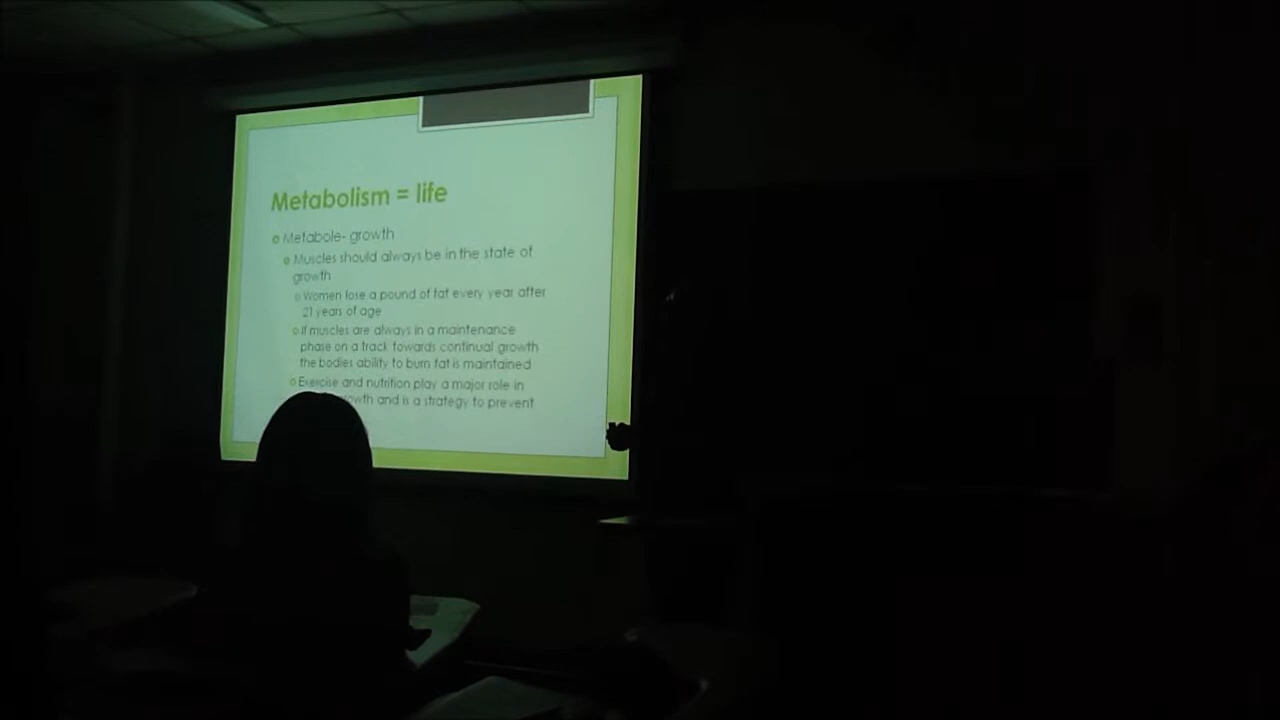 Metabolism = life
Metabole- growth
Muscles should always be in the state of
growth
Women lose a pound of fat every year after
21 years of age
If muscles are always in a maintenance
phase on a track towards continual growth
the bodies ability to burn fat is maintained
Exercise and nutrition play a major role in
growth and is a strategy to prevent